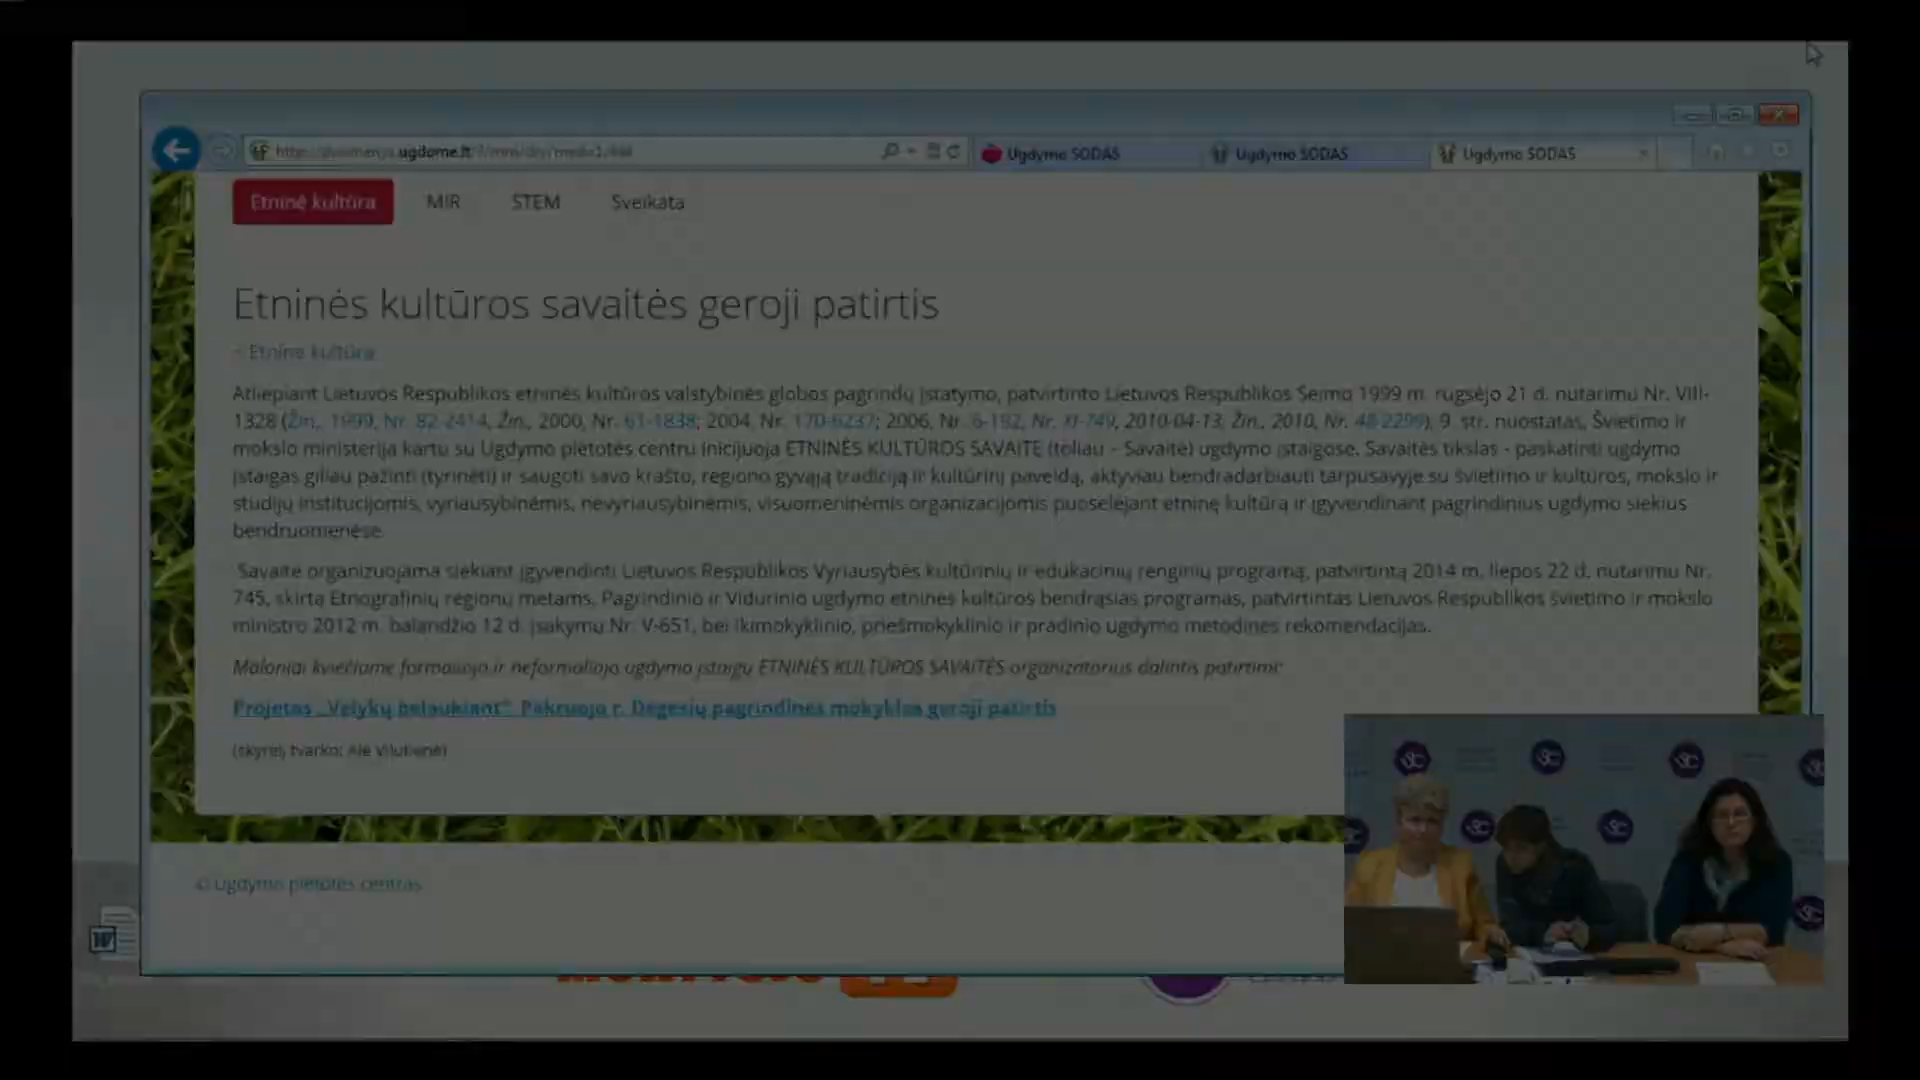 ugdome.lt
Ugdymo SODAS
Ugdymo SODAS
Ugdymo SODAS
Etninė kultūra
MIR
STEM
Sveikata
Etninės kultūros savaitės geroji patirtis
Etninė kultūra
Atliepiant Lietuvos Respublikos etninės kultūros valstybinės globos pagrindų įstatymo, patvirtinto Lietuvos Respublikos Seimo 1999 m. rugsėjo 21 d. nutarimu Nr. VIII-
1328 (Žin., 1999, Nr. 82-2414, Žin., 2000, Nr. 61-1838; 2004, Nr. 170-6237; 2006, Nr. 6-192, Nr. XI-749, 2010-04-13, Žin., 2010, Nr. 48-2299), 9 str. nuostatas, Švietimo ir
mokslo ministerija kartu su Ugdymo plėtotės centru inicijuoja ETNINĖS KULTŪROS SAVAITĘ (toliau – Savaitė) ugdymo įstaigose. Savaitės tikslas - paskatinti ugdymo
įstaigas giliau pažinti (tyrinėti) ir saugoti savo krašto, regiono gyvąją tradiciją ir kultūrinį paveldą, aktyviau bendradarbiauti tarpusavyje su švietimo ir kultūros, mokslo ir
studijų institucijomis, vyriausybinėmis, nevyriausybinėmis, visuomeninėmis organizacijomis puoselėjant etninę kultūrą ir įgyvendinant pagrindinius ugdymo siekius
bendruomenėse.
Savaitė organizuojama siekiant įgyvendinti Lietuvos Respublikos Vyriausybės kultūrinių ir edukacinių renginių programą, patvirtintą 2014 m. liepos 22 d. nutarimu Nr.
745, skirtą Etnografinių regionų metams, Pagrindinio ir Vidurinio ugdymo etninės kultūros bendrąsias programas, patvirtintas Lietuvos Respublikos švietimo ir mokslo
ministro 2012 m. balandžio 12 d. įsakymu Nr. V-651, bei ikimokyklinio, priešmokyklinio ir pradinio ugdymo metodines rekomendacijas.
Maloniai kviečiame formaliojo ir neformaliojo ugdymo įstaigų ETNINĖS KULTŪROS SAVAITĖS organizatorius dalintis patirtimi:
Projetas „Velykų belaukiant" Pakruojo r. Degėsių pagrindinės mokyklos geroji patirtis
(skyrelį tvarko: Alė Vilutienė)
© Ugdymo plėtotės centras